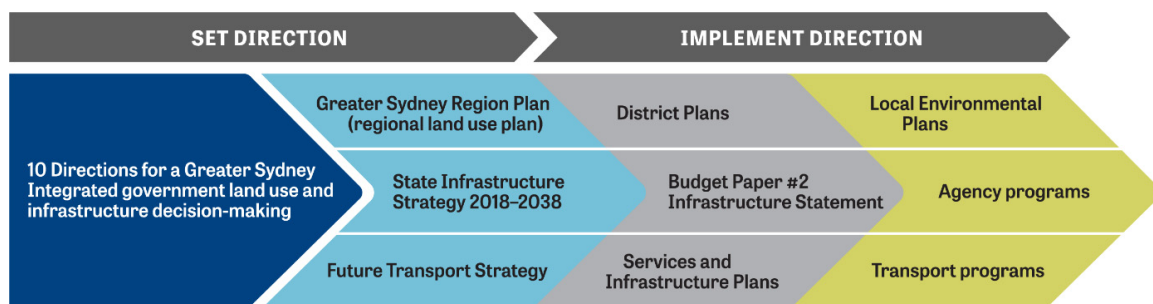 SET DIRECTION
IMPLEMENT DIRECTION
10 Directions for a Greater Sydney
Integrated government land use and
infrastructure decision-making
Greater Sydney Region Plan
(regional land use plan)
District Plans
Local Environmental
Plans
State Infrastructure
Strategy 2018–2038
Budget Paper #2
Infrastructure Statement
Agency programs
Future Transport Strategy
Services and
Infrastructure Plans
Transport programs